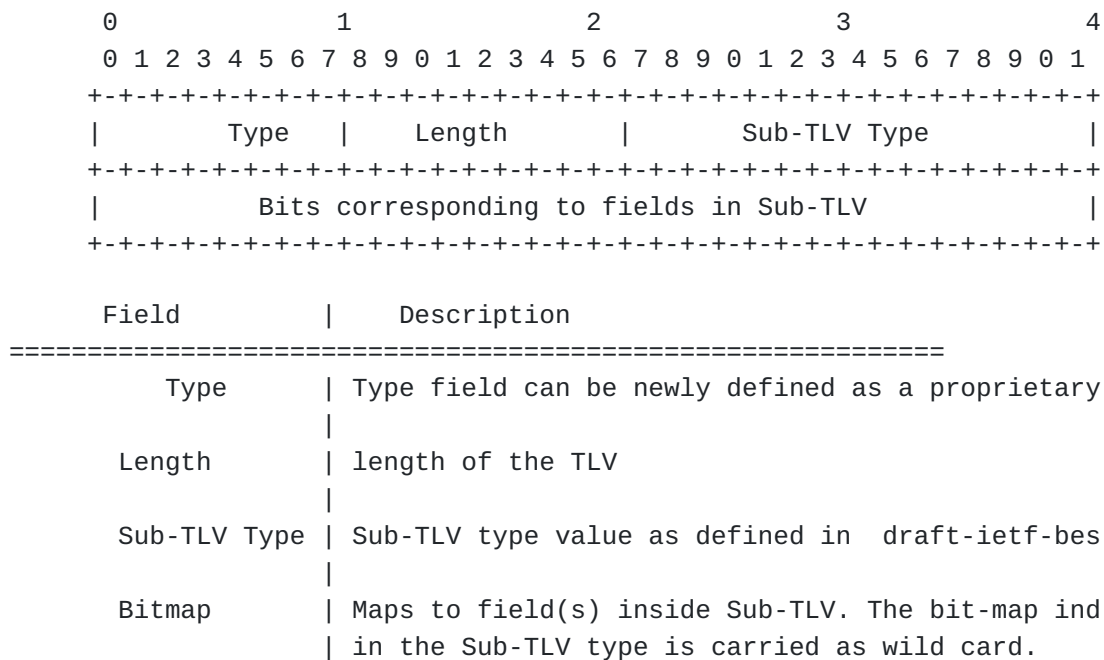 0                   1                   2                   3                   4
0 1 2 3 4 5 6 7 8 9 0 1 2 3 4 5 6 7 8 9 0 1 2 3 4 5 6 7 8 9 0 1
+-+-+-+-+-+-+-+-+-+-+-+-+-+-+-+-+-+-+-+-+-+-+-+-+-+-+-+-+-+-+-+-+
|        Type   |    Length       |       Sub-TLV Type          |
+-+-+-+-+-+-+-+-+-+-+-+-+-+-+-+-+-+-+-+-+-+-+-+-+-+-+-+-+-+-+-+-+
|          Bits corresponding to fields in Sub-TLV              |
+-+-+-+-+-+-+-+-+-+-+-+-+-+-+-+-+-+-+-+-+-+-+-+-+-+-+-+-+-+-+-+-+
Field         |    Description
============================================================
Type      | Type field can be newly defined as a proprietary
|
Length       | length of the TLV
|
Sub-TLV Type | Sub-TLV type value as defined in  draft-ietf-bes
|
Bitmap       | Maps to field(s) inside Sub-TLV. The bit-map ind
| in the Sub-TLV type is carried as wild card.